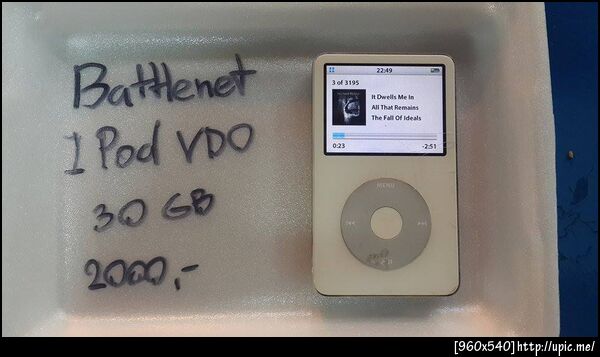 Battlenet
I Pod VDO
30 GB
2000,-
22:49
3 of 3195
It Dwells Me In
All That Remains
The Fall Of Ideals
0:23
-2:51
MENU
[960x540]http://upic.me/